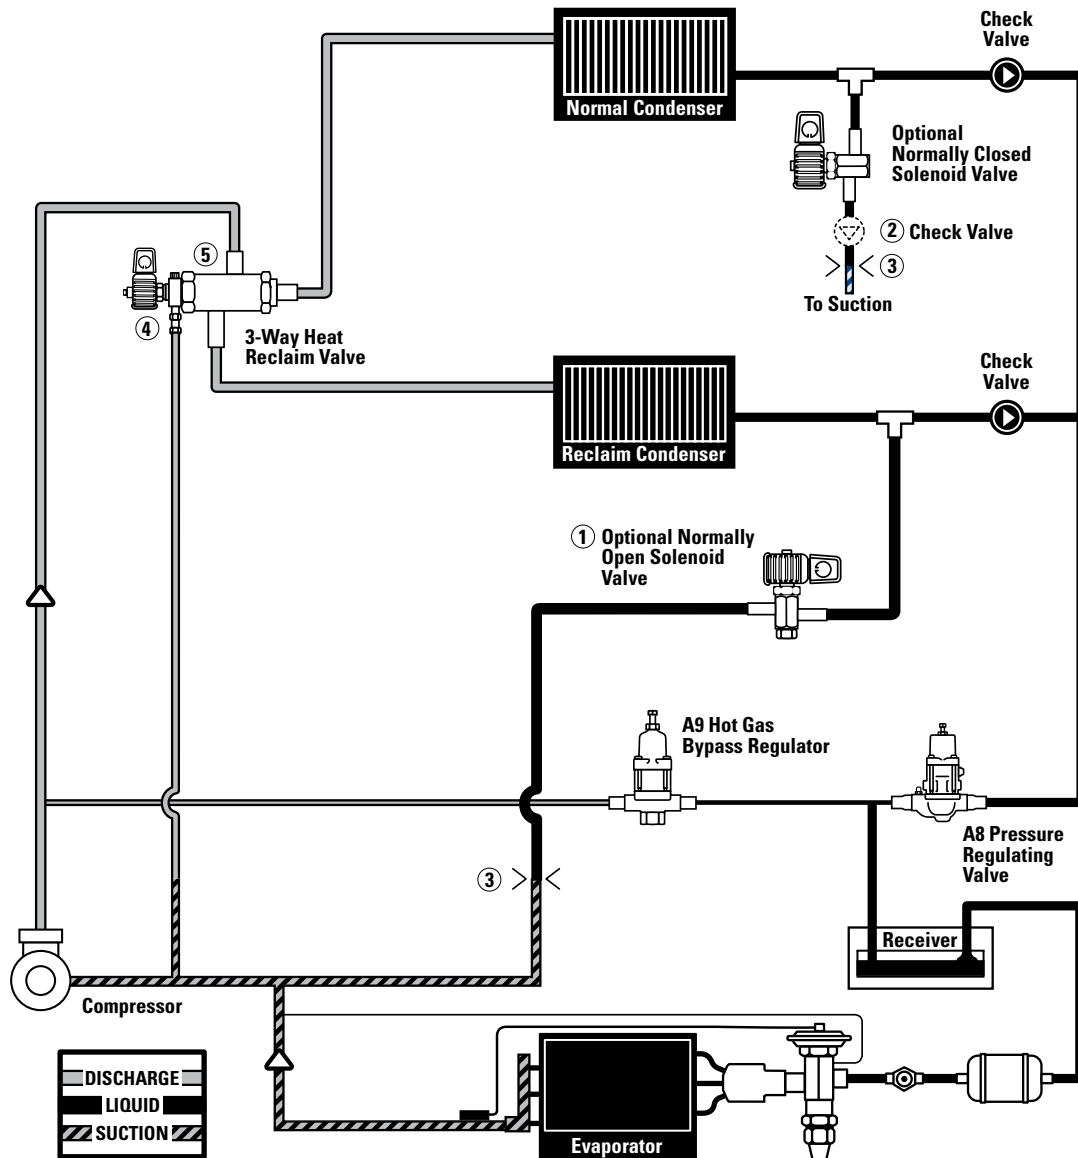 Check
Valve
Normal Condenser
Optional
Normally Closed
Solenoid Valve
② Check Valve
③
To Suction
⑤
④
3-Way Heat
Reclaim Valve
Check
Valve
Reclaim Condenser
① Optional Normally
Open Solenoid
Valve
A9 Hot Gas
Bypass Regulator
A8 Pressure
Regulating
Valve
③
Receiver
Compressor
DISCHARGE
LIQUID
SUCTION
Evaporator